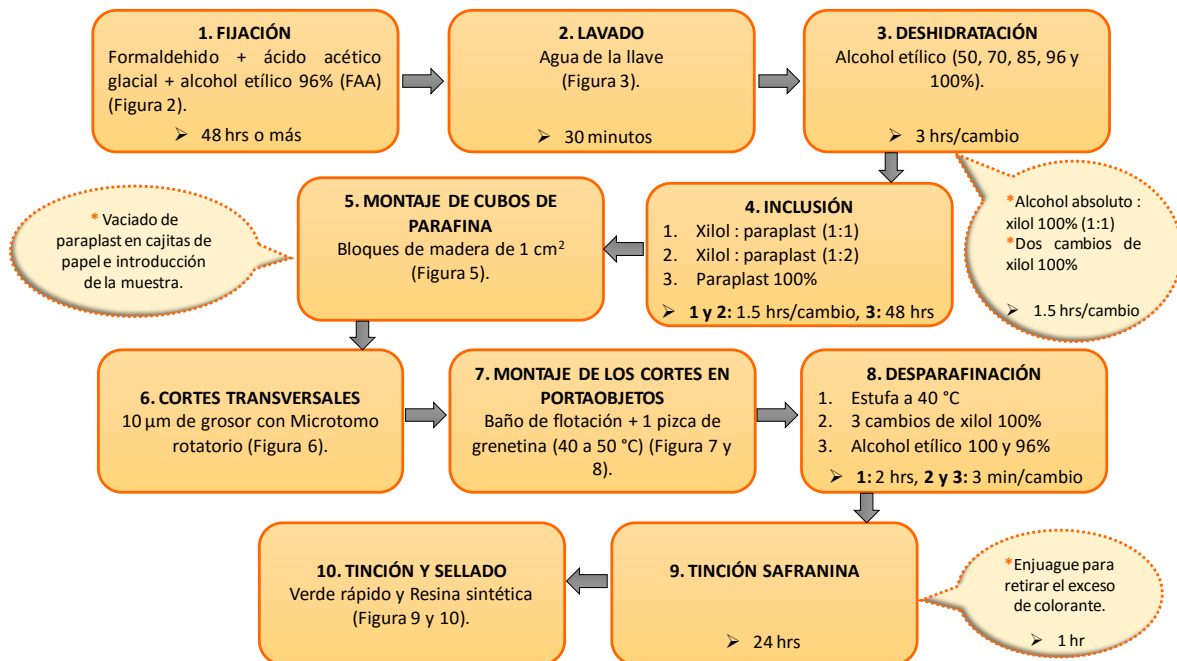 1. FIJACIÓN
Formaldehido + ácido acético
glacial + alcohol etílico 96% (FAA)
(Figura 2).
➢ 48 hrs o más
2. LAVADO
Agua de la llave
(Figura 3).
➢ 30 minutos
3. DESHIDRATACIÓN
Alcohol etílico (50, 70, 85, 96 y
100%).
➢ 3 hrs/cambio
*Alcohol absoluto :
xilol 100% (1:1)
*Dos cambios de
xilol 100%
➢ 1.5 hrs/cambio
4. INCLUSIÓN
1. Xilol : paraplast (1:1)
2. Xilol : paraplast (1:2)
3. Paraplast 100%
➢ 1 y 2: 1.5 hrs/cambio, 3: 48 hrs
5. MONTAJE DE CUBOS DE
PARAFINA
Bloques de madera de 1 cm²
(Figura 5).
* Vaciado de
paraplast en cajitas de
papel e introducción
de la muestra.
6. CORTES TRANSVERSALES
10 µm de grosor con Microtomo
rotatorio (Figura 6).
7. MONTAJE DE LOS CORTES EN
PORTAOBJETOS
Baño de flotación + 1 pizca de
grenetina (40 a 50 °C) (Figura 7 y
8).
8. DESPARAFINACIÓN
1. Estufa a 40 °C
2. 3 cambios de xilol 100%
3. Alcohol etílico 100 y 96%
➢ 1: 2 hrs, 2 y 3: 3 min/cambio
9. TINCIÓN SAFRANINA
➢ 24 hrs
*Enjuague para
retirar el exceso
de colorante.
➢ 1 hr
10. TINCIÓN Y SELLADO
Verde rápido y Resina sintética
(Figura 9 y 10).